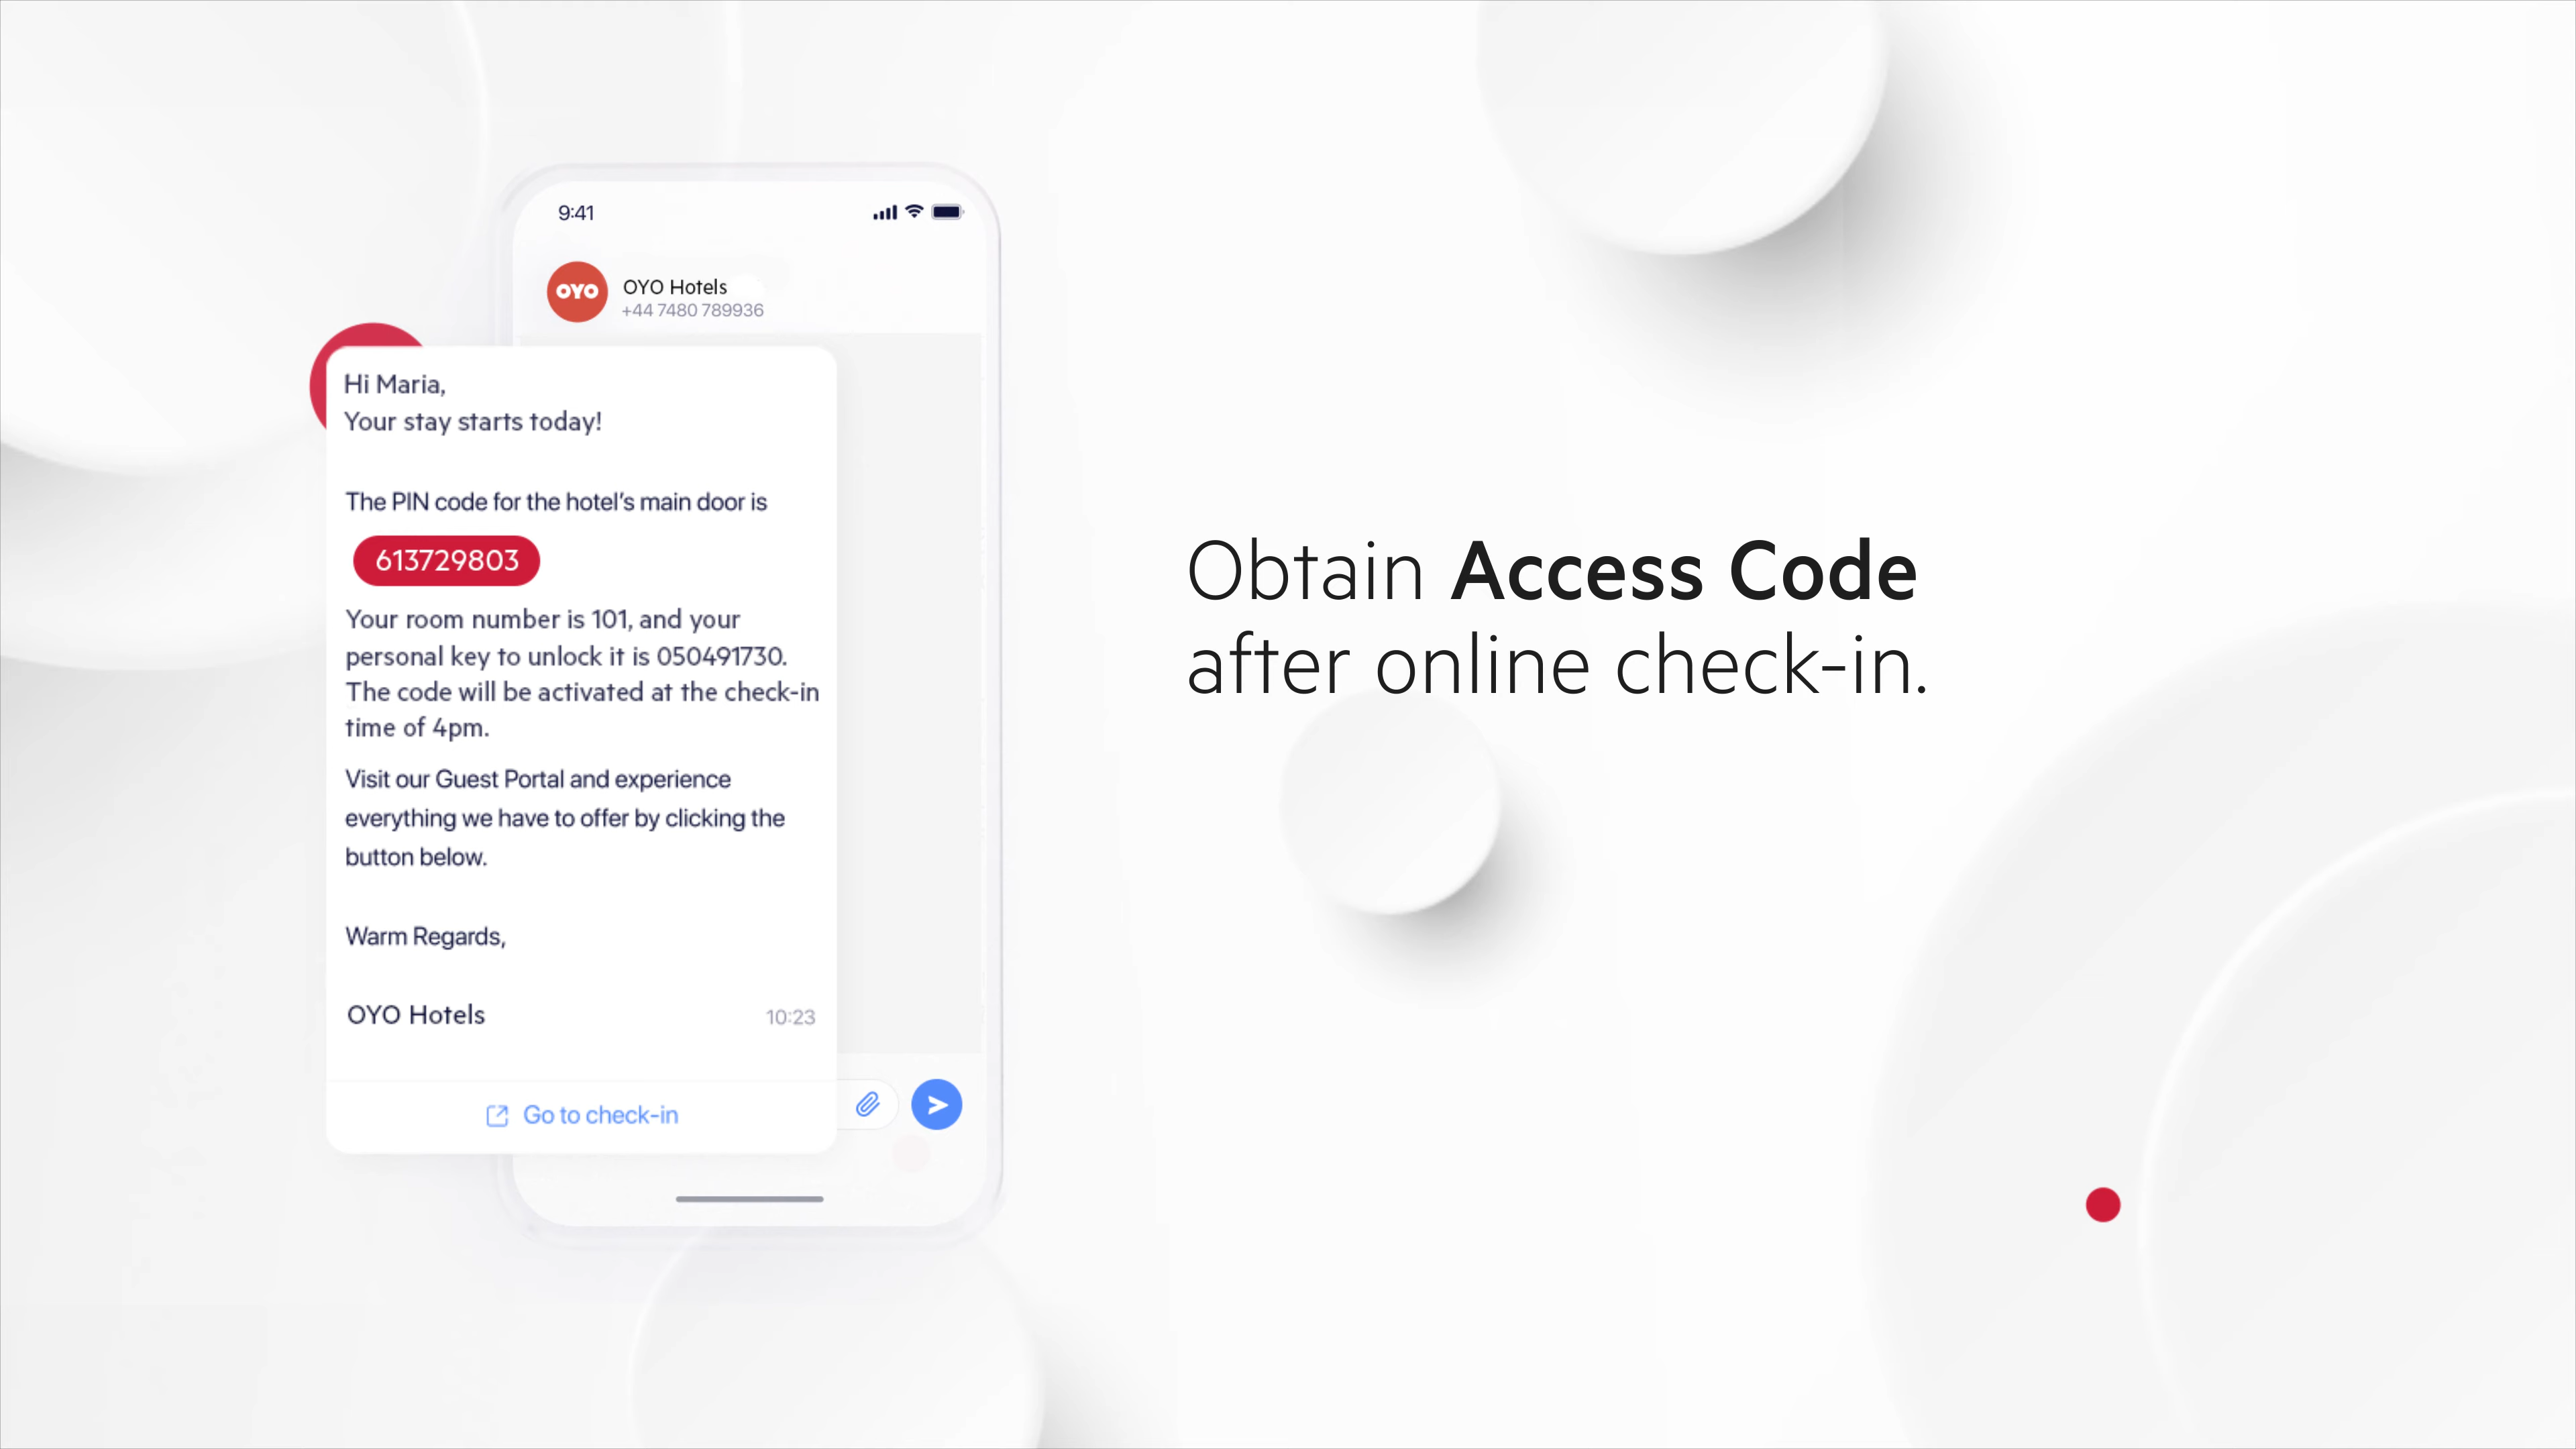 9:41
OYO
OYO Hotels
+44 7480 789936
Hi Maria,
Your stay starts today!
The PIN code for the hotel's main door is
613729803
Your room number is 101, and your
personal key to unlock it is 050491730.
The code will be activated at the check-in
time of 4pm.
Visit our Guest Portal and experience
everything we have to offer by clicking the
button below.
Warm Regards,
OYO Hotels
10:23
Go to check-in
Obtain Access Code
after online check-in.